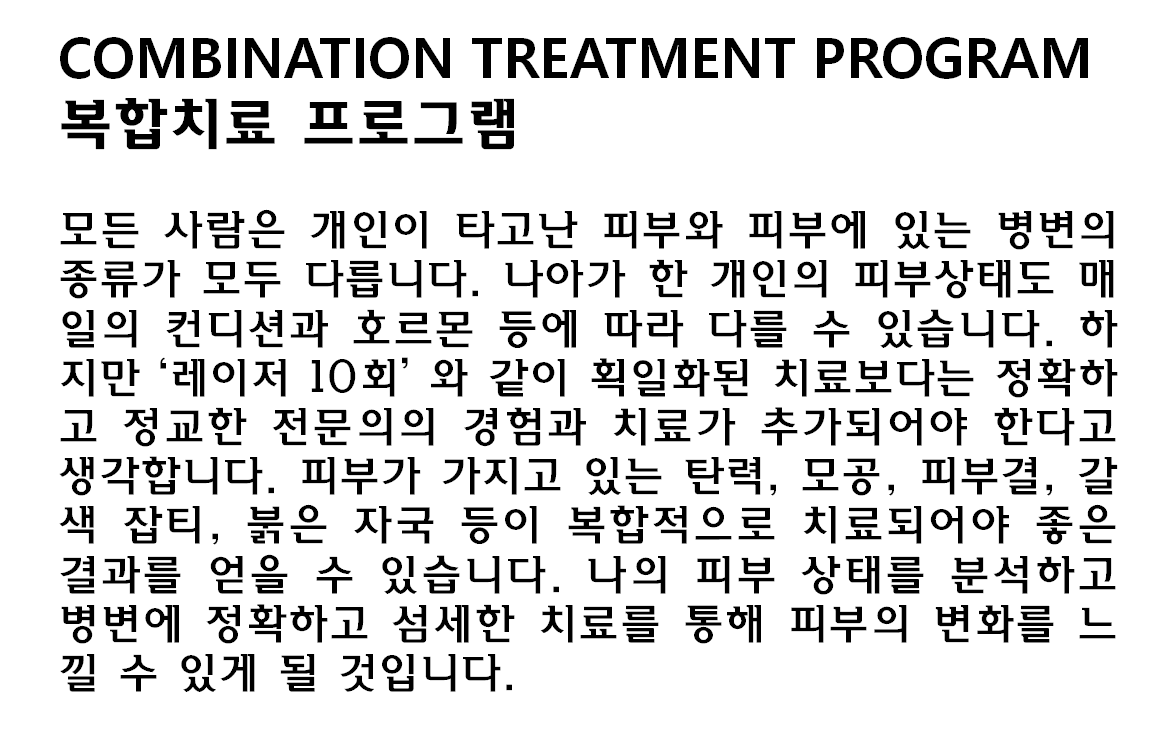 COMBINATION TREATMENT PROGRAM
복합치료 프로그램
모든 사람은 개인이 타고난 피부와 피부에 있는 병변의
종류가 모두 다릅니다. 나아가 한 개인의 피부상태도 매
일의 컨디션과 호르몬 등에 따라 다를 수 있습니다. 하
지만 ‘레이저 10회’ 와 같이 획일화된 치료보다는 정확하
고 정교한 전문의의 경험과 치료가 추가되어야 한다고
생각합니다. 피부가 가지고 있는 탄력, 모공, 피부결, 갈
색 잡티, 붉은 자국 등이 복합적으로 치료되어야 좋은
결과를 얻을 수 있습니다. 나의 피부 상태를 분석하고
병변에 정확하고 섬세한 치료를 통해 피부의 변화를 느
낄 수 있게 될 것입니다.